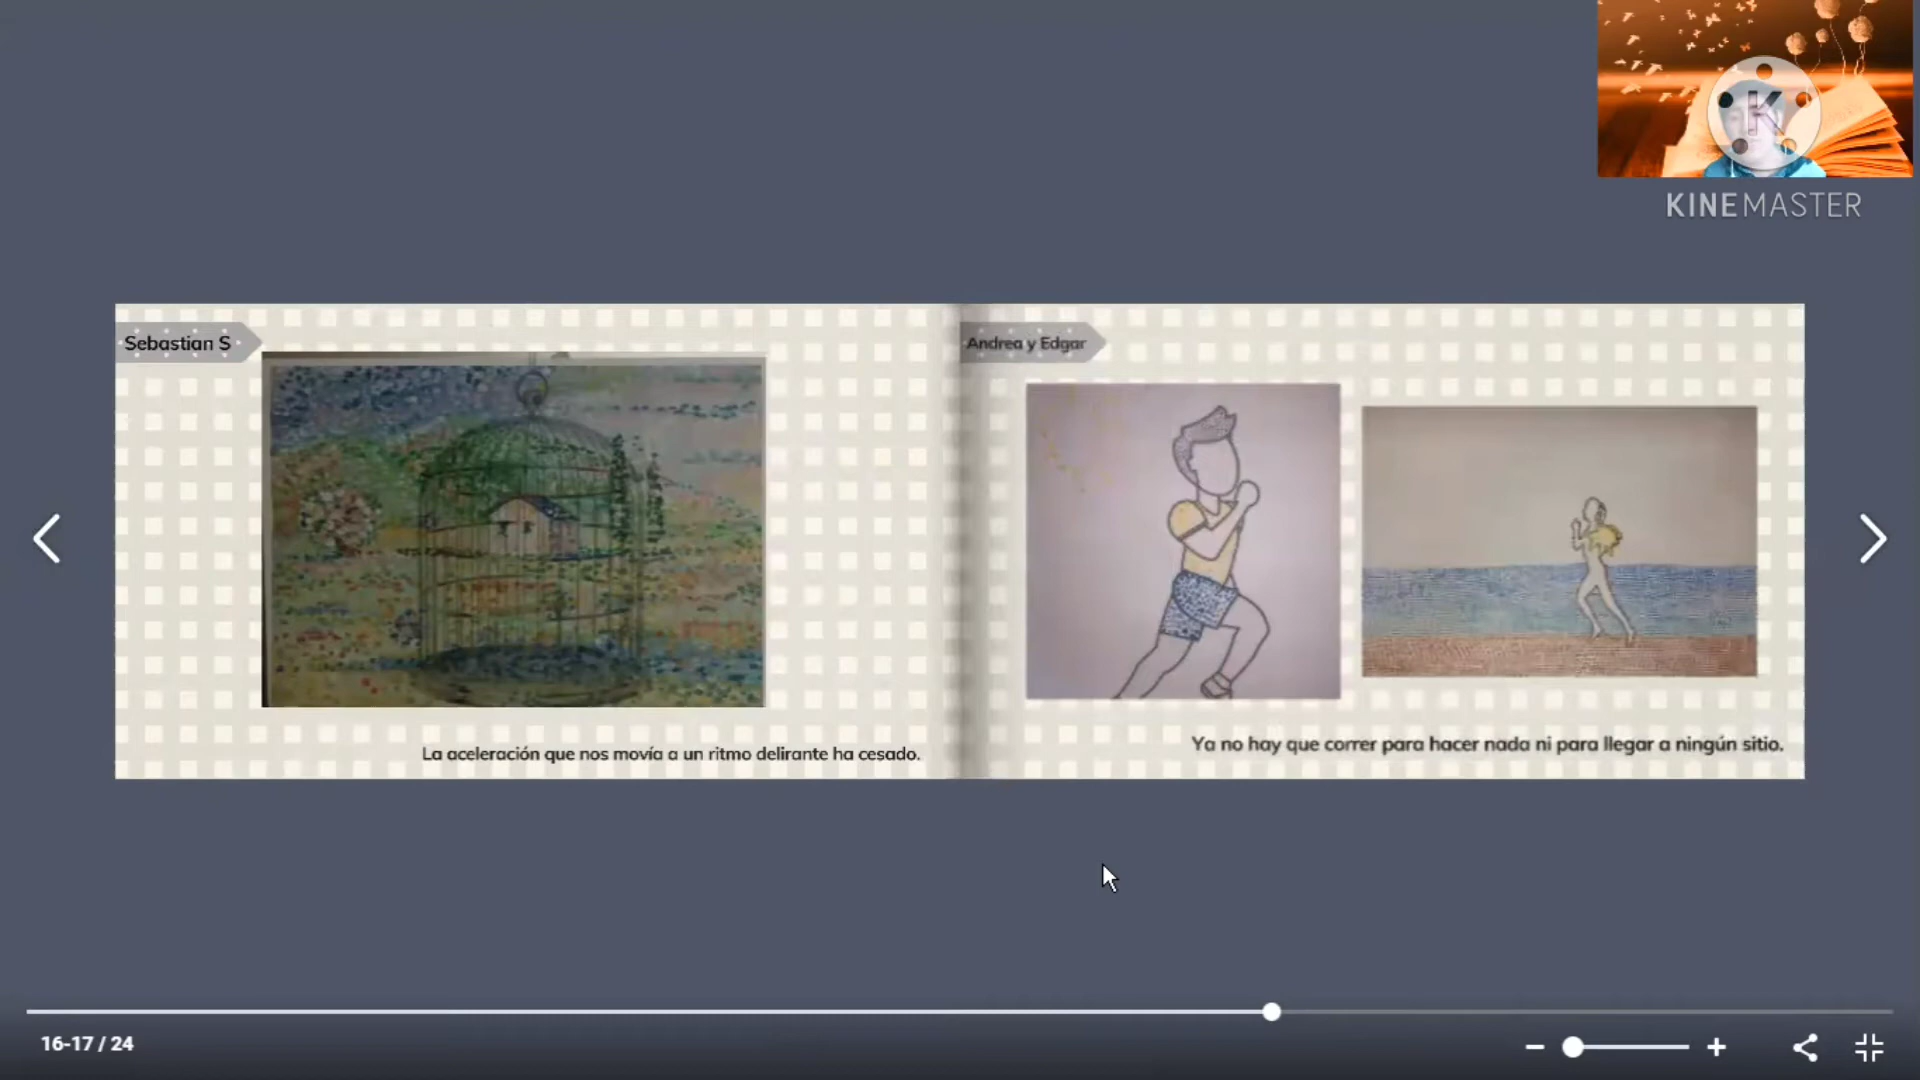 K
KINEMASTER
Sebastian S
La aceleración que nos movía a un ritmo delirante ha cesado.
Andrea y Edgar
Ya no hay que correr para hacer nada ni para llegar a ningún sitio.
16-17 / 24